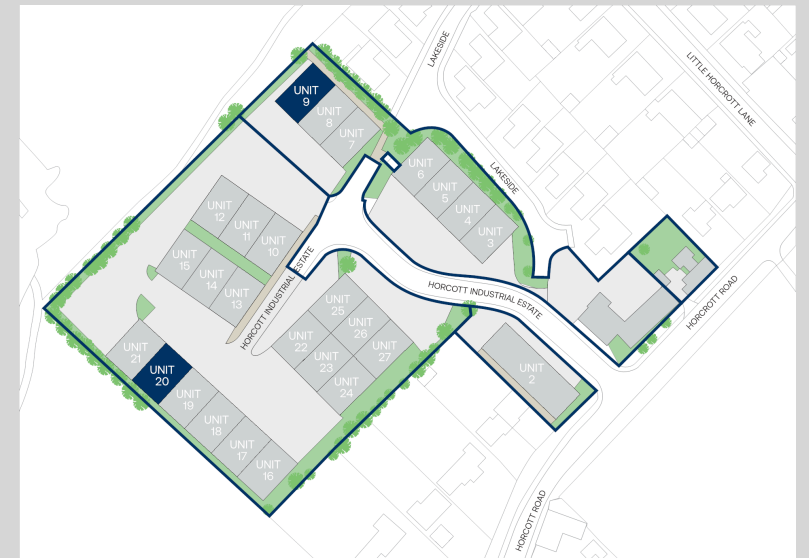 LAKESIDE
LITTLE HORCROTT LANE
UNIT
9
UNIT
8
UNIT
7
UNIT
6
UNIT
5
UNIT
4
UNIT
3
LAKESIDE
UNIT
12
UNIT
11
UNIT
10
UNIT
15
UNIT
14
UNIT
13
HORCOTT INDUSTRIAL ESTATE
HORCOTT INDUSTRIAL ESTATE
HORCROTT ROAD
UNIT
25
UNIT
26
UNIT
27
UNIT
22
UNIT
23
UNIT
24
UNIT
2
UNIT
21
UNIT
20
UNIT
19
UNIT
18
UNIT
17
UNIT
16
HORCOTT ROAD